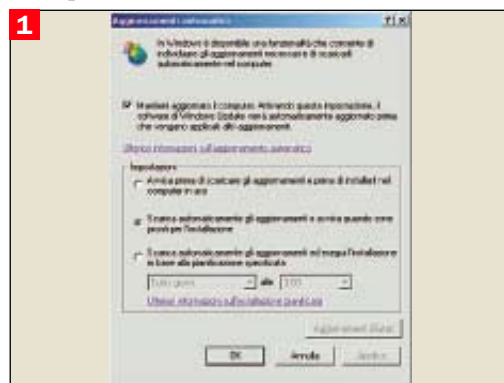 1
Aggiornamenti automatici
In Windows è disponibile una funzionalità che consente di
individuare gli aggiornamenti necessari e di scaricarli
automaticamente nel computer.
Mantieni aggiornato il computer. Attivando questa impostazione, il
software di Windows Update verrà automaticamente aggiornato prima
che vengano applicati altri aggiornamenti.
Ulteriori informazioni sull'aggiornamento automatico
Impostazioni
Avvisa prima di scaricare gli aggiornamenti e prima di installarli nel
computer in uso
Scarica automaticamente gli aggiornamenti e avvisa quando sono
pronti per l'installazione
Scarica automaticamente gli aggiornamenti ed esegui l'installazione
in base alla pianificazione specificata
Tutti i giorni alle 3.00
Ulteriori informazioni sull'installazione pianificata
Aggiornamenti rifiutati
OK Annulla Applica